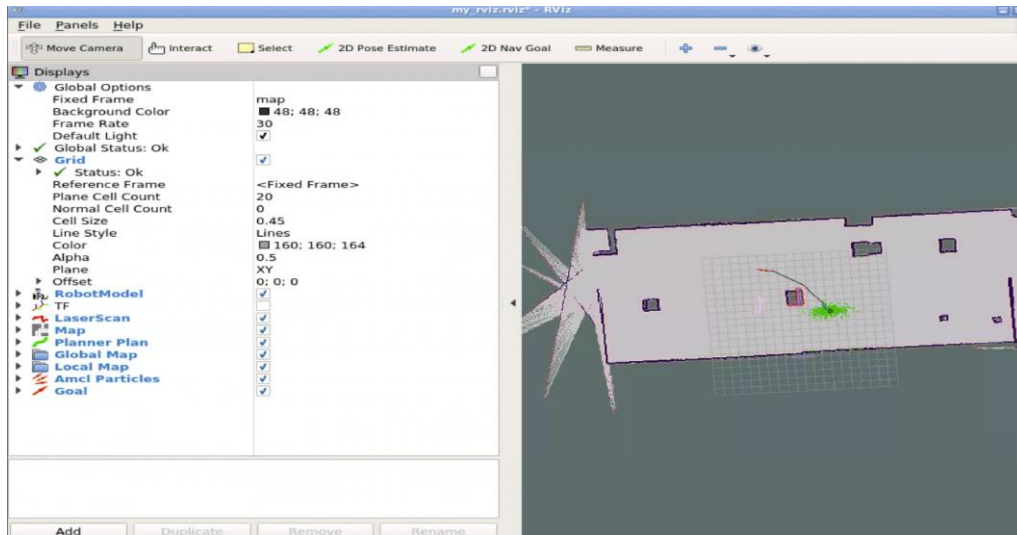 my_rviz.rviz* - RViz
File Panels Help
Move Camera Interact Select 2D Pose Estimate 2D Nav Goal Measure
Displays
Global Options
Fixed Frame map
Background Color 48; 48; 48
Frame Rate 30
Default Light
Global Status: Ok
Grid
Status: Ok
Reference Frame <Fixed Frame>
Plane Cell Count 20
Normal Cell Count 0
Cell Size 0.45
Line Style Lines
Color 160; 160; 164
Alpha 0.5
Plane XY
Offset 0; 0; 0
RobotModel
TF
LaserScan
Map
Planner Plan
Global Map
Local Map
Amcl Particles
Goal
Add Duplicate Remove Rename